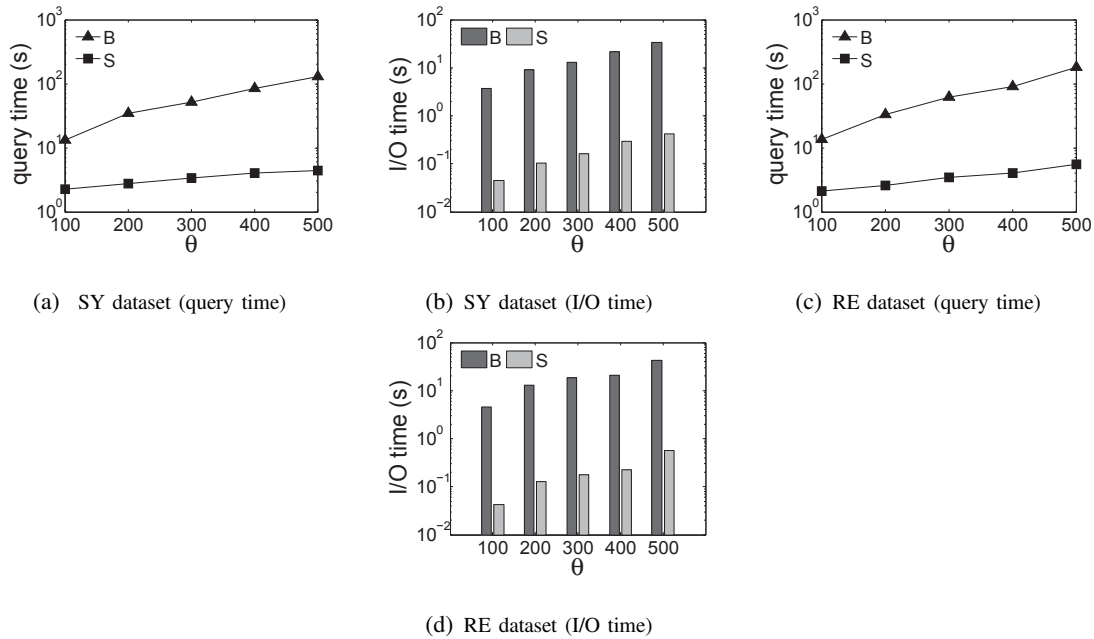 query time (s)
10^3
10^2
10^1
10^0
B
S
100 200 300 400 500
θ
(a) SY dataset (query time)
I/O time (s)
10^2
10^1
10^0
10^-1
10^-2
B S
100 200 300 400 500
θ
(b) SY dataset (I/O time)
query time (s)
10^3
10^2
10^1
10^0
B
S
100 200 300 400 500
θ
(c) RE dataset (query time)
I/O time (s)
10^2
10^1
10^0
10^-1
10^-2
B S
100 200 300 400 500
θ
(d) RE dataset (I/O time)